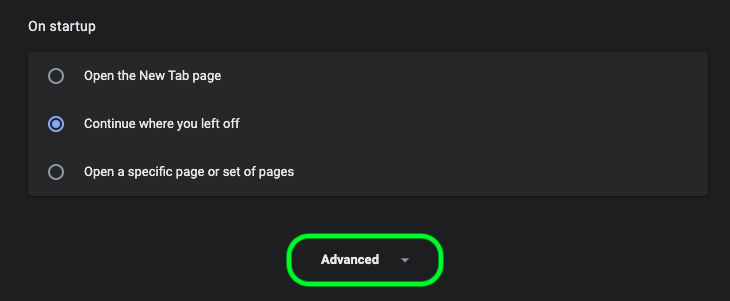 On startup
Open the New Tab page
Continue where you left off
Open a specific page or set of pages
Advanced